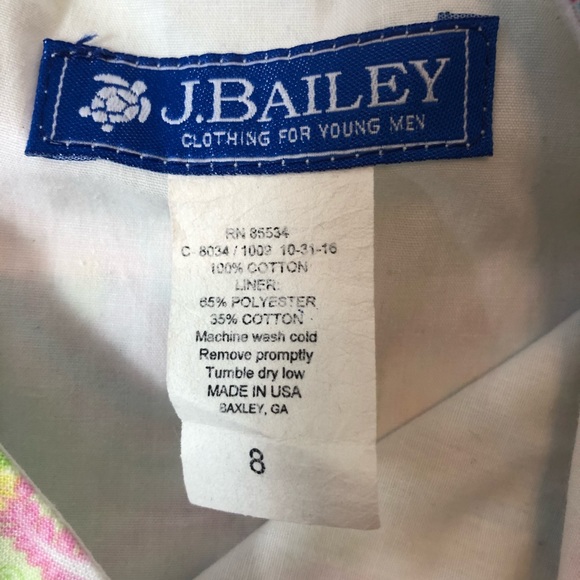 J.BAILEY
CLOTHING FOR YOUNG MEN
RN 85534
C- 8034 / 1009 10-31-16
100% COTTON
LINER:
65% POLYESTER
35% COTTON
Machine wash cold
Remove promptly
Tumble dry low
MADE IN USA
BAXLEY, GA
8